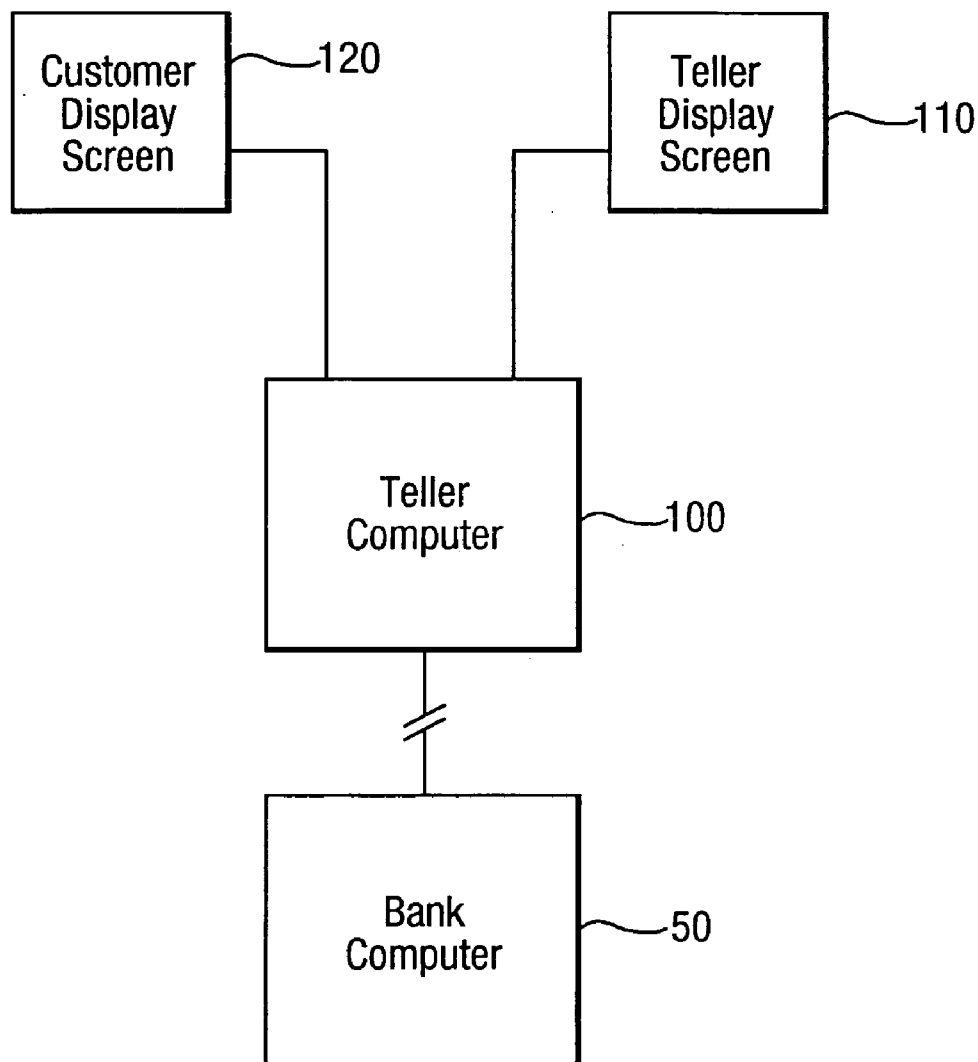 Customer
Display
Screen
120
Teller
Display
Screen
110
Teller
Computer
100
Bank
Computer
50